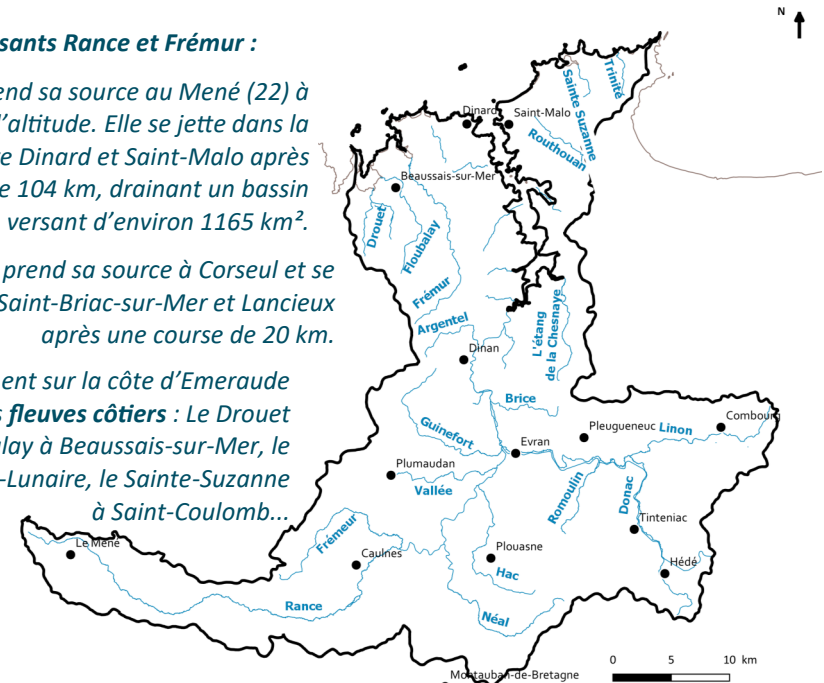 sants Rance et Frémur :
end sa source au Mené (22) à
l'altitude. Elle se jette dans la
e Dinard et Saint-Malo après
e 104 km, drainant un bassin
versant d'environ 1165 km².
prend sa source à Corseul et se
Saint-Briac-sur-Mer et Lancieux
après une course de 20 km.
ent sur la côte d'Emeraude
s fleuves côtiers : Le Drouet
alay à Beaussais-sur-Mer, le
-Lunaire, le Sainte-Suzanne
à Saint-Coulomb...
N
Trinité
Sainte Suzanne
Dinard
Saint-Malo
Routhouan
Beaussais-sur-Mer
Drouet
Floubalay
Frémur
Argentel
L'étang
de la Chesnaye
Dinan
Brice
Guinefort
Pleugueneuc
Linon
Combourg
Evran
Plumaudan
Vallée
Romoulin
Donac
Tinteniac
Frémeur
Le Mené
Caulnes
Plouasne
Hédé
Hac
Rance
Néal
Montauban-de-Bretagne
0 5 10 km